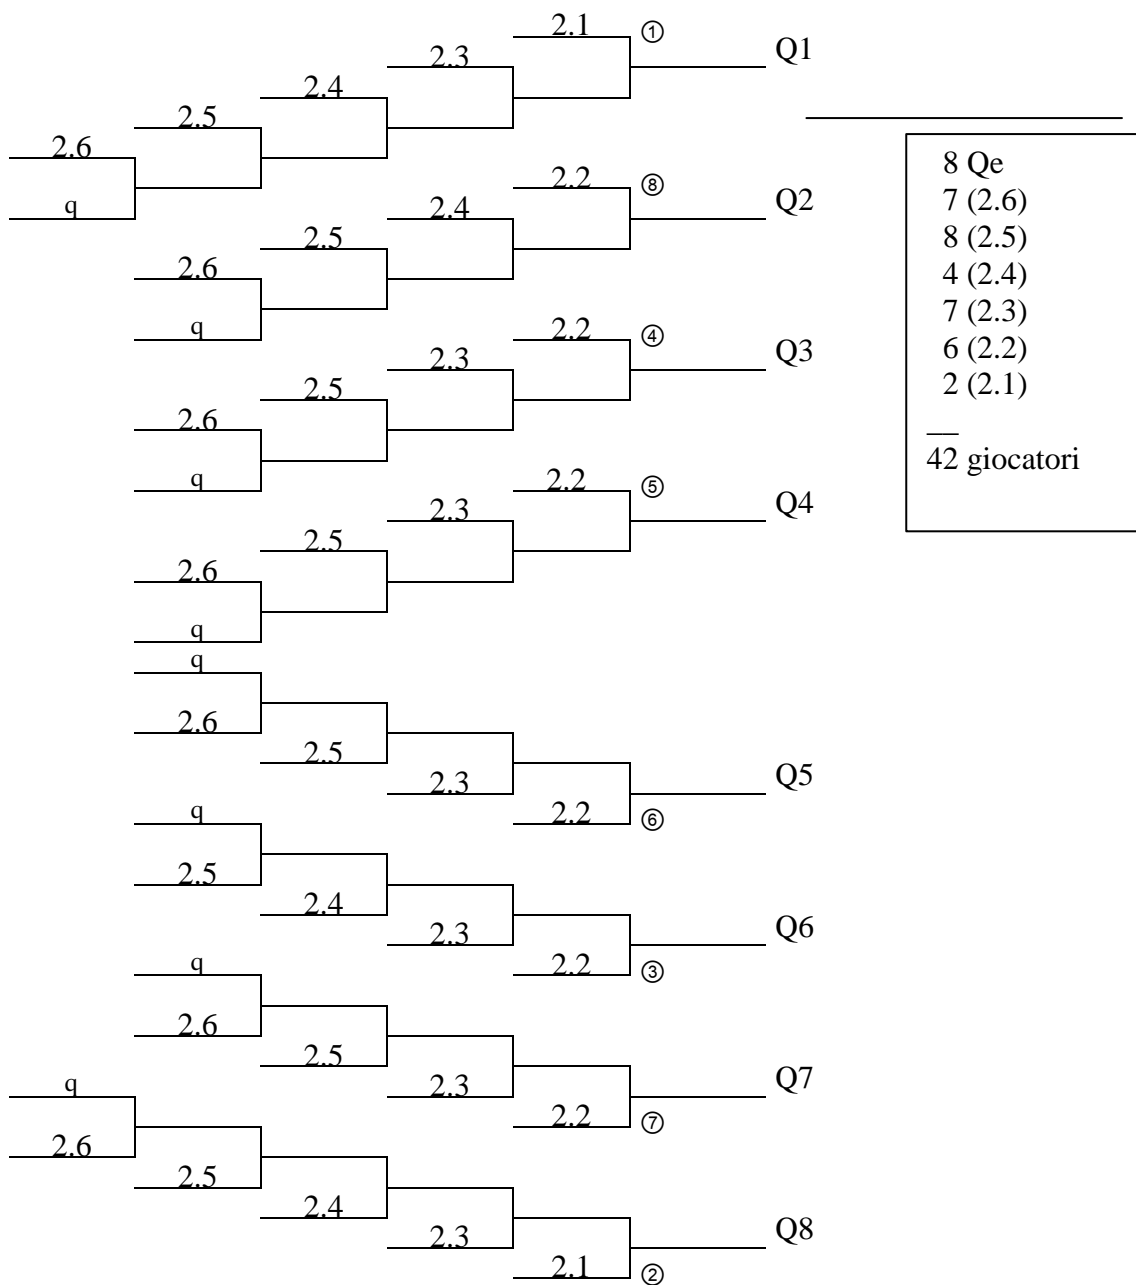 2.1 ①
Q1
2.3
2.4
2.5
2.6
q
2.2 ⑧
Q2
2.4
2.5
2.6
q
2.2 ④
Q3
2.3
2.5
2.6
q
2.2 ⑤
Q4
2.3
2.5
2.6
q
q
2.6
2.5
2.3
Q5
2.2 ⑥
q
2.5
2.4
2.3
Q6
2.2 ③
q
2.6
2.5
2.3
Q7
2.2 ⑦
q
2.6
2.5
2.4
2.3
Q8
2.1 ②
8 Qe
7 (2.6)
8 (2.5)
4 (2.4)
7 (2.3)
6 (2.2)
2 (2.1)
42 giocatori